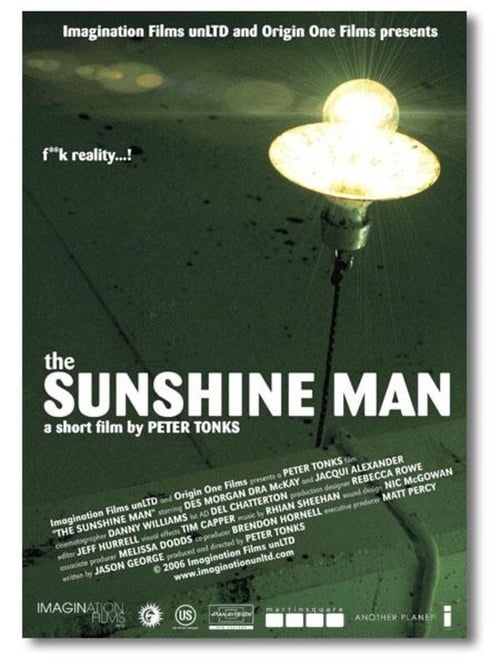 Imagination Films unLTD and Origin One Films presents
f**k reality...!
the
SUNSHINE MAN
a short film by PETER TONKS
Imagination Films unLTD and Origin One Films presents a PETER TONKS film
"THE SUNSHINE MAN" starring DES MORGAN DRA McKAY and JACQUI ALEXANDER
cinematographer DANNY WILLIAMS 1st AD DEL CHATTERTON production designer REBECCA ROWE
editor JEFF HURRELL visual effects TIM CAPPER music by RHIAN SHEEHAN sound design NIC McGOWAN
associate producer MELISSA DODDS co-producer BRENDON HORNELL executive producer MATT PERCY
written by JASON GEORGE produced and directed by PETER TONKS
© 2006 Imagination Films unLTD
www.imaginationunltd.com
IMAGINATION
FILMS
US
PANAVISION
martinsquare
ANOTHER PLANET
i